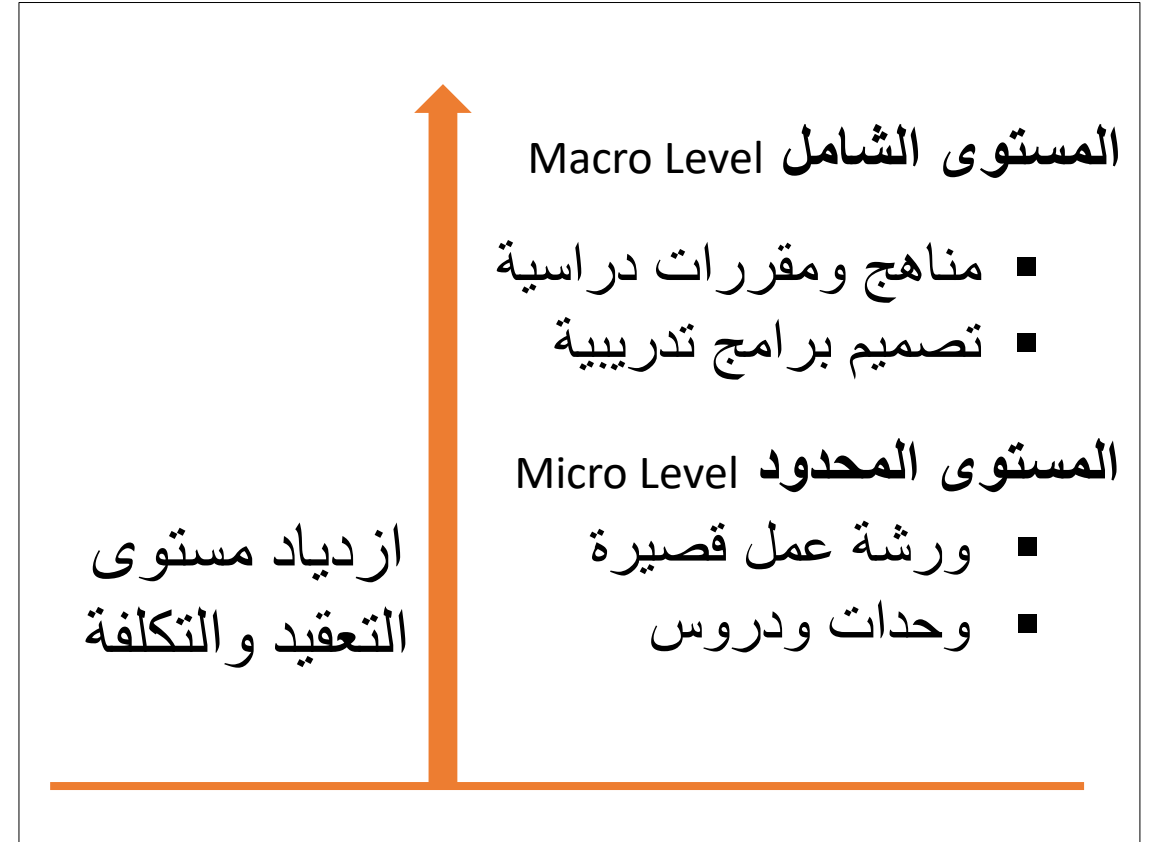 المستوى الشامل Macro Level
▪ مناهج ومقررات دراسية
▪ تصميم برامج تدريبية
المستوى المحدود Micro Level
▪ ورشة عمل قصيرة
▪ وحدات ودروس
ازدياد مستوى
التعقيد والتكلفة